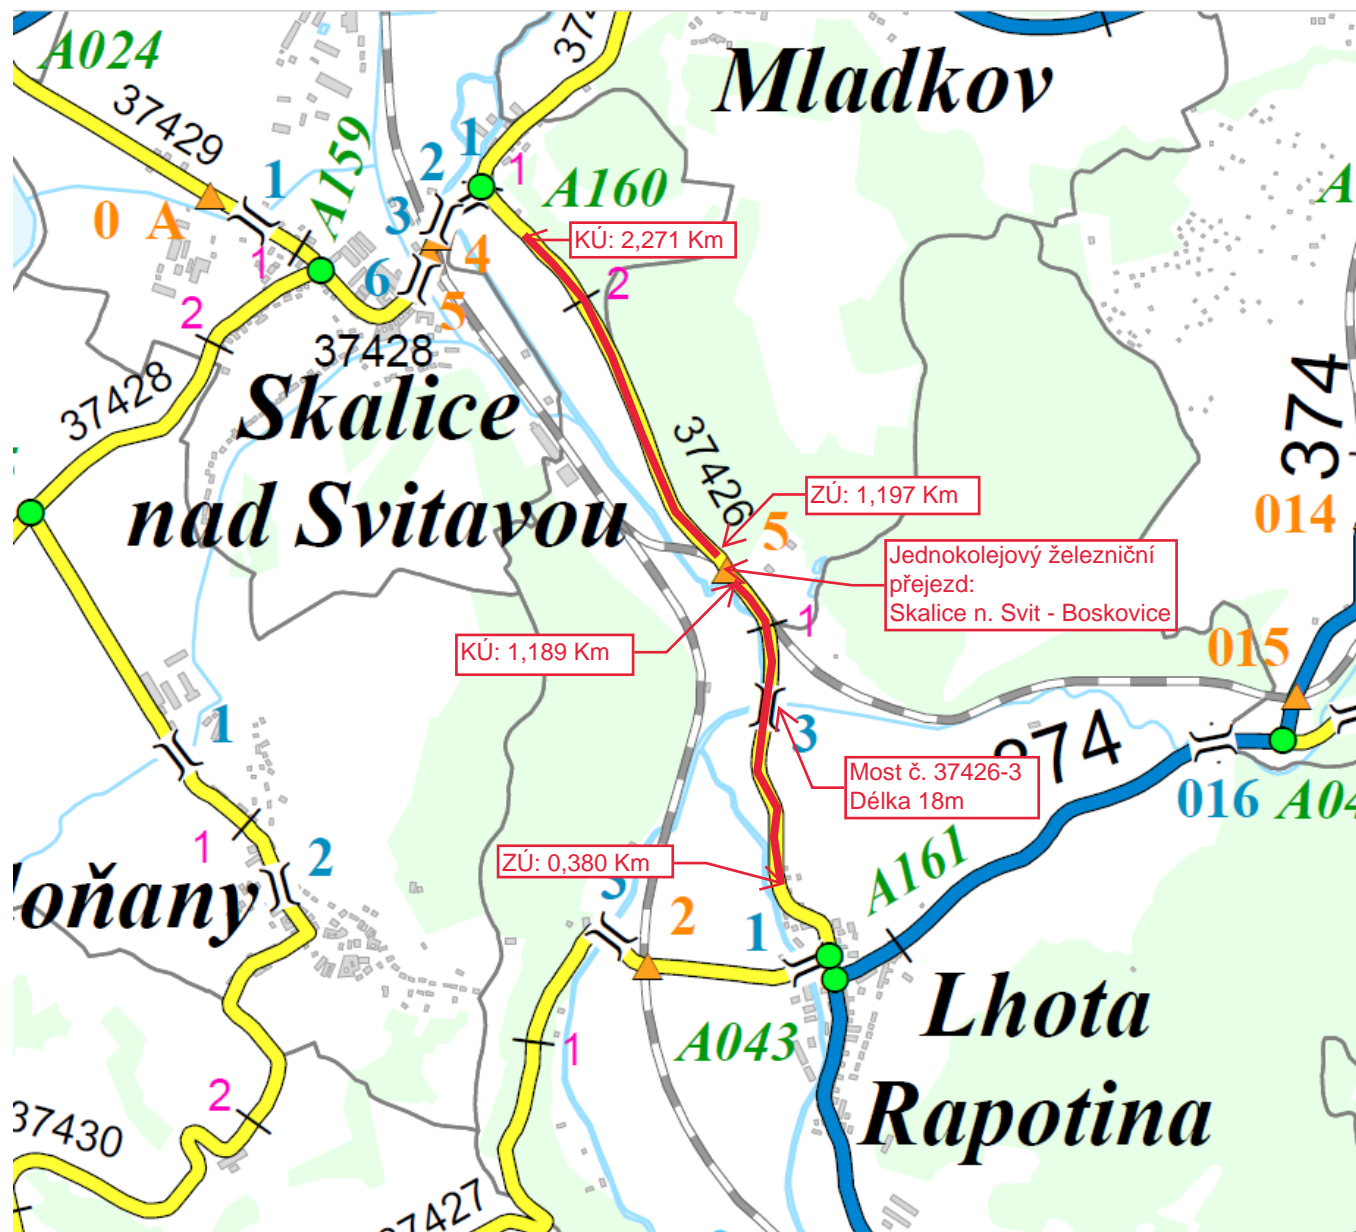 A024
37429
A159
1
0 A
1
2
37428
37428
Skalice
nad Svitavou
2
1
1
3
6
4
5
A160
Mladkov
KÚ: 2,271 Km
2
37426
ZÚ: 1,197 Km
5
Jednokolejový železniční
přejezd:
Skalice n. Svit - Boskovice
KÚ: 1,189 Km
1
374
014
015
3
374
Most č. 37426-3
Délka 18m
016
ZÚ: 0,380 Km
A161
1
1
2
2
1
1
A043
Lhota
Rapotina
2
37430
37427